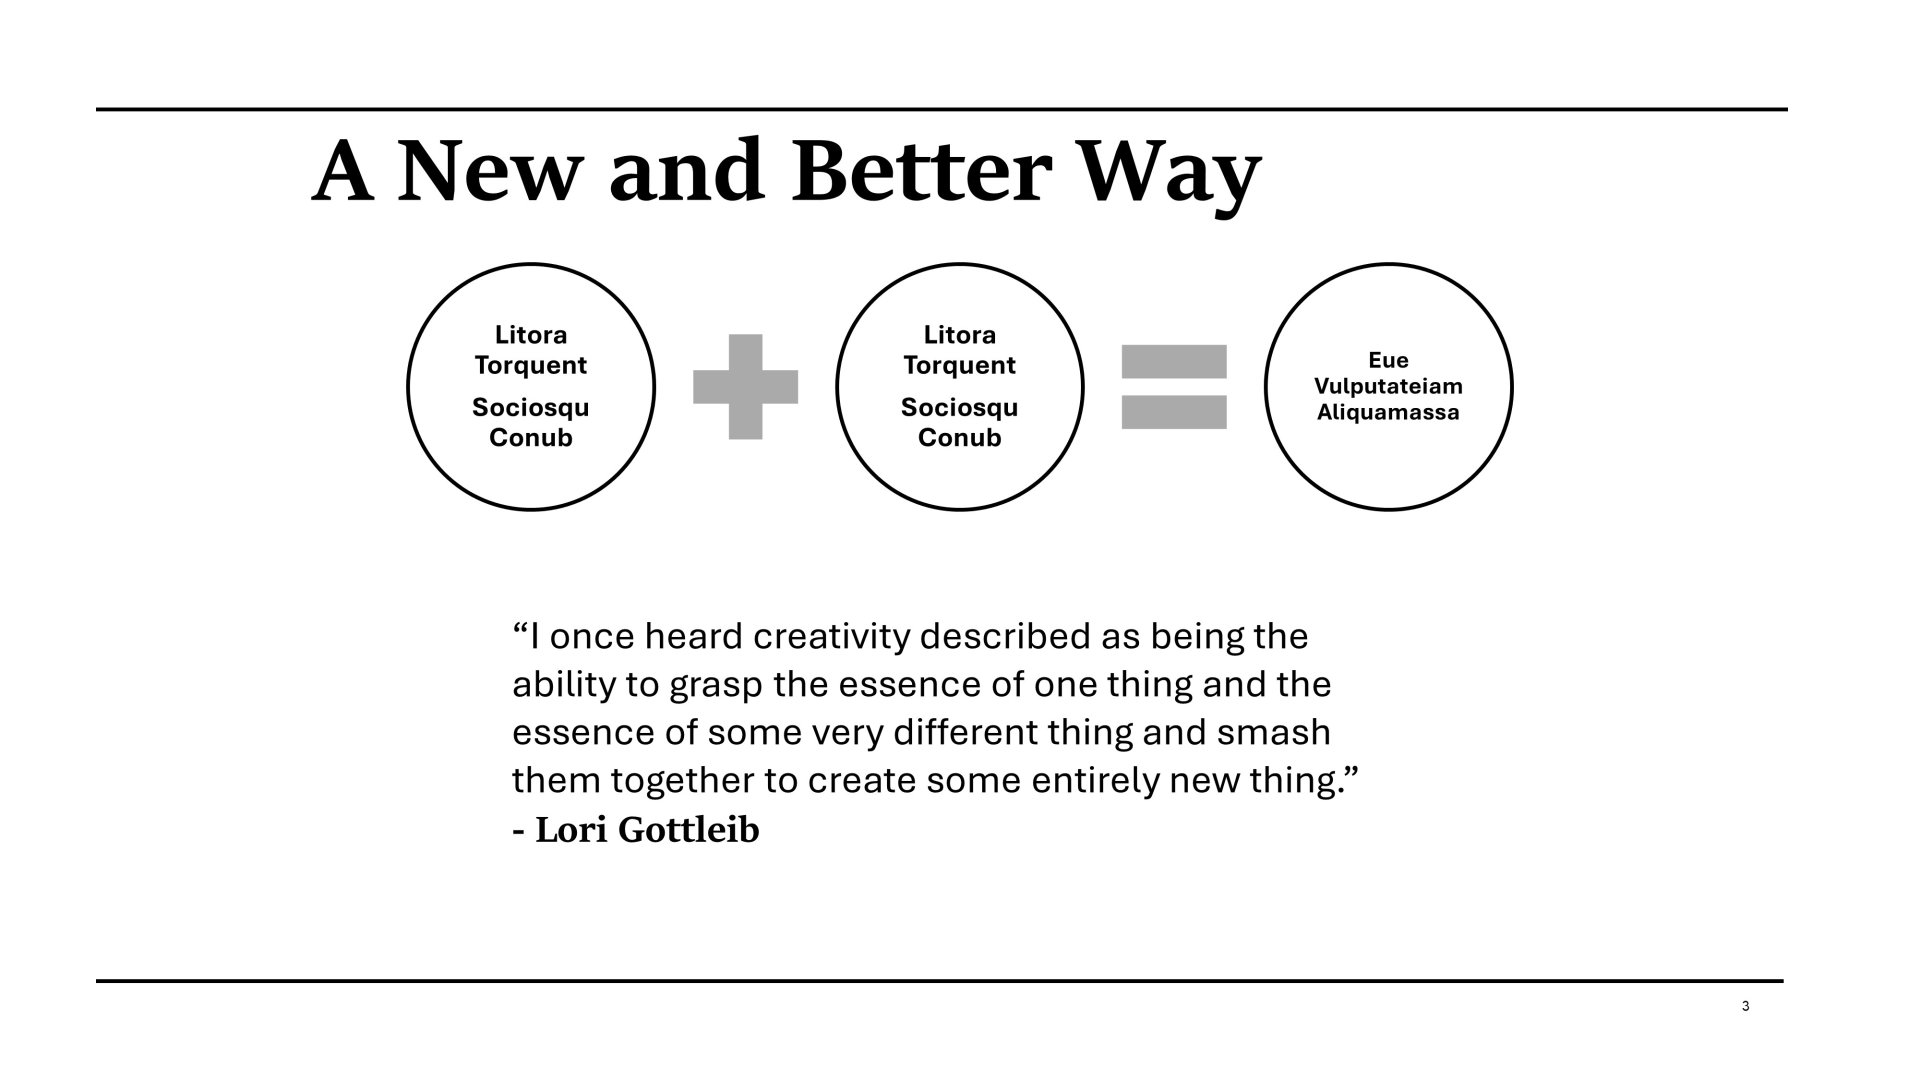 A New and Better Way
Litora
Torquent
Sociosqu
Conub
Litora
Torquent
Sociosqu
Conub
Eue
Vulputateiam
Aliquamassa
“I once heard creativity described as being the
ability to grasp the essence of one thing and the
essence of some very different thing and smash
them together to create some entirely new thing.”
- Lori Gottleib
3